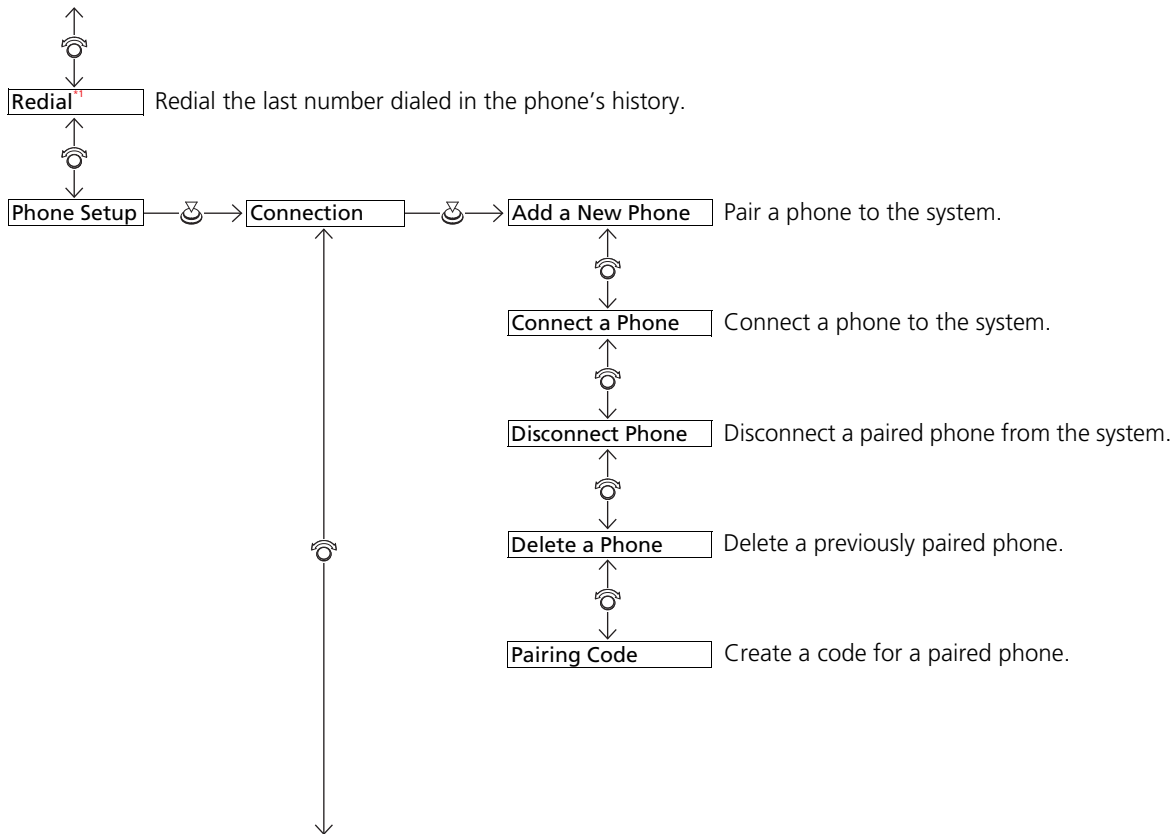 Redial*1 Redial the last number dialed in the phone's history.
Phone Setup Connection Add a New Phone Pair a phone to the system.
Connect a Phone Connect a phone to the system.
Disconnect Phone Disconnect a paired phone from the system.
Delete a Phone Delete a previously paired phone.
Pairing Code Create a code for a paired phone.